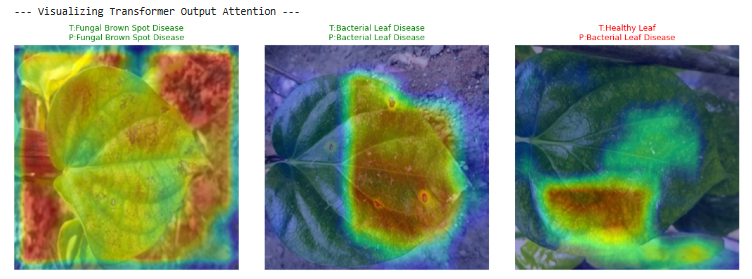 --- Visualizing Transformer Output Attention ---
T:Fungal Brown Spot Disease
P:Fungal Brown Spot Disease
T:Bacterial Leaf Disease
P:Bacterial Leaf Disease
T:Healthy Leaf
P:Bacterial Leaf Disease